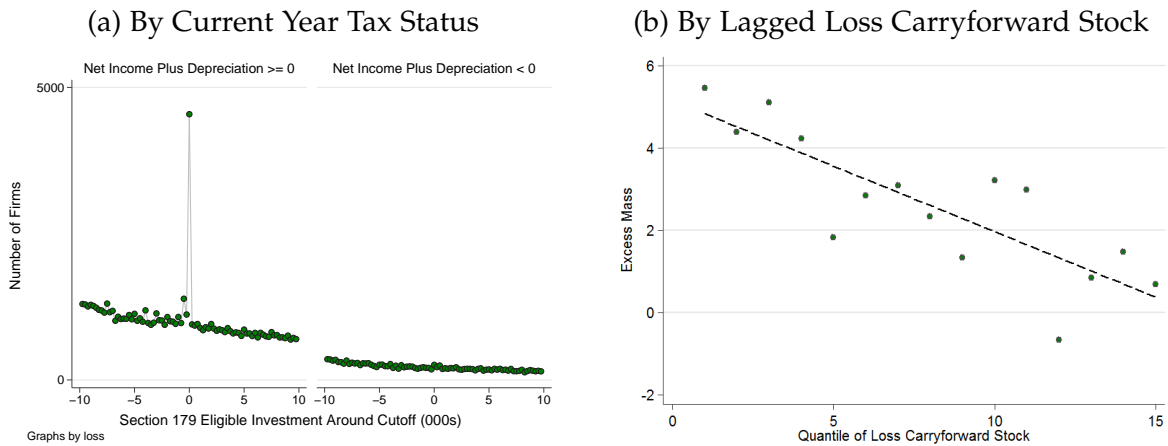 (a) By Current Year Tax Status
Net Income Plus Depreciation >= 0
Net Income Plus Depreciation < 0
5000
0
Number of Firms
−10 −5 0 5 10
−10 −5 0 5 10
Section 179 Eligible Investment Around Cutoff (000s)
Graphs by loss
(b) By Lagged Loss Carryforward Stock
6
4
2
0
-2
Excess Mass
0 5 10 15
Quantile of Loss Carryforward Stock